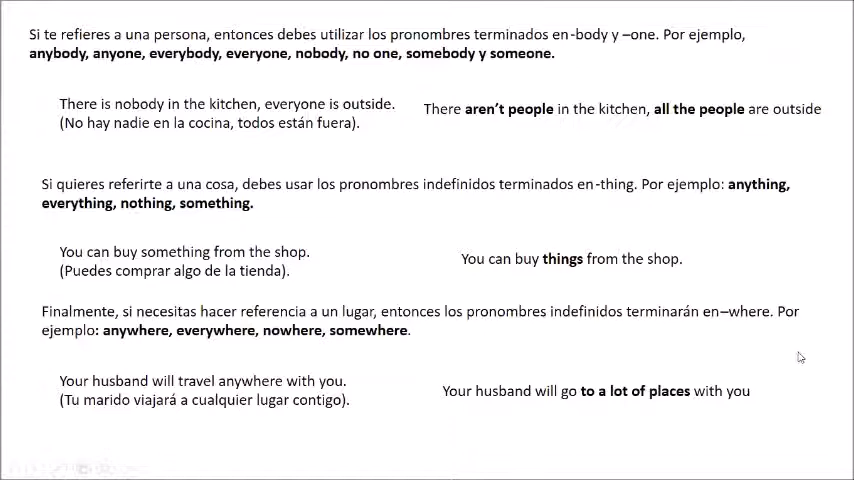 Si te refieres a una persona, entonces debes utilizar los pronombres terminados en -body y –one. Por ejemplo,
anybody, anyone, everybody, everyone, nobody, no one, somebody y someone.
There is nobody in the kitchen, everyone is outside.
(No hay nadie en la cocina, todos están fuera).
There aren’t people in the kitchen, all the people are outside
Si quieres referirte a una cosa, debes usar los pronombres indefinidos terminados en -thing. Por ejemplo: anything,
everything, nothing, something.
You can buy something from the shop.
(Puedes comprar algo de la tienda).
You can buy things from the shop.
Finalmente, si necesitas hacer referencia a un lugar, entonces los pronombres indefinidos terminarán en –where. Por
ejemplo: anywhere, everywhere, nowhere, somewhere.
Your husband will travel anywhere with you.
(Tu marido viajará a cualquier lugar contigo).
Your husband will go to a lot of places with you